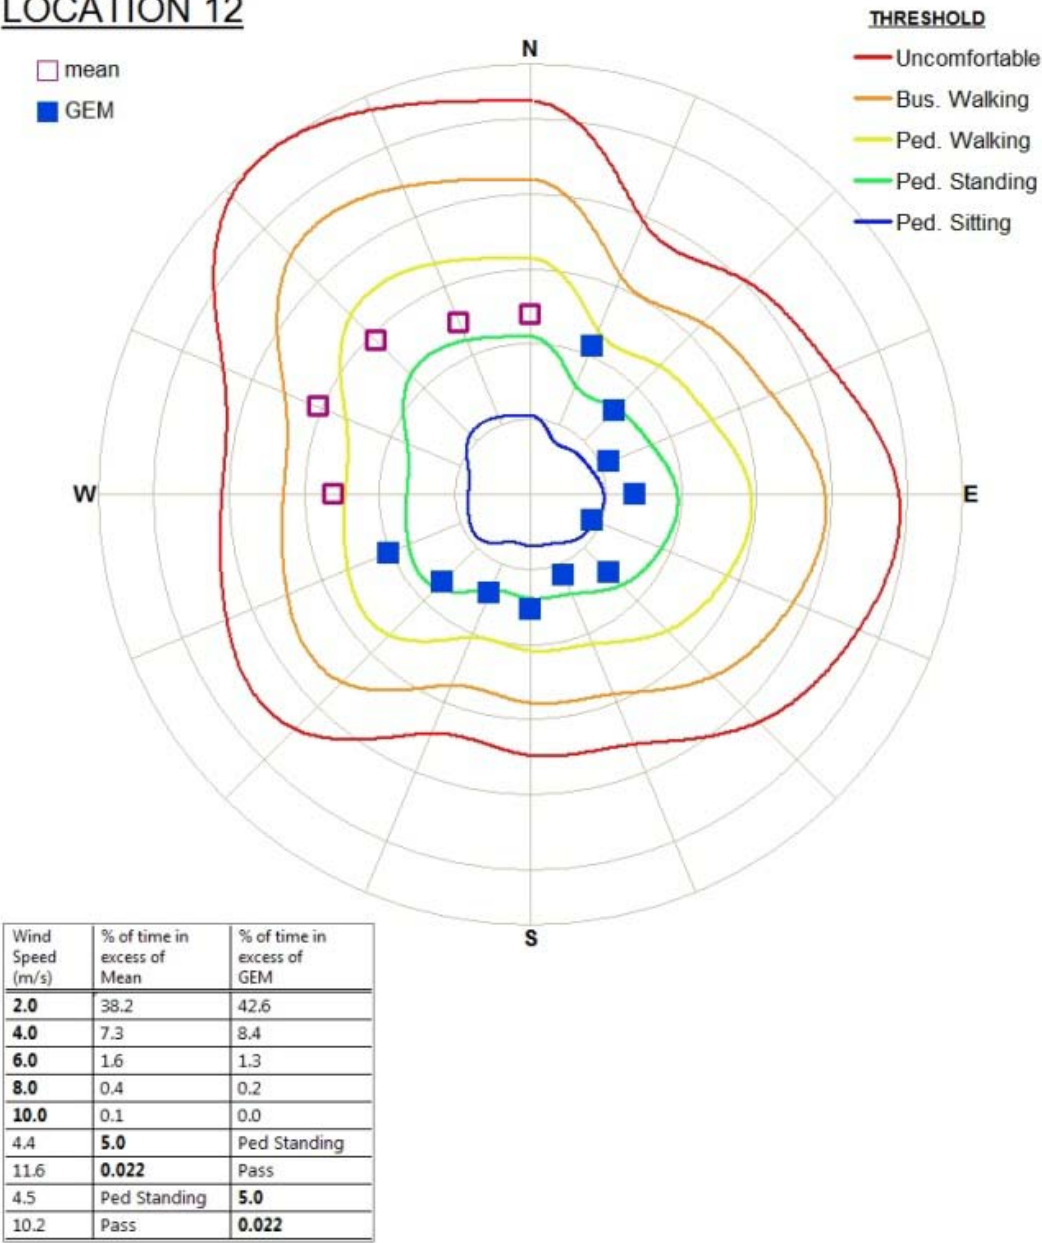 LOCATION 12
THRESHOLD
mean
GEM
Uncomfortable
Bus. Walking
Ped. Walking
Ped. Standing
Ped. Sitting
N
W
E
S
Wind Speed (m/s) % of time in excess of Mean % of time in excess of GEM
2.0 38.2 42.6
4.0 7.3 8.4
6.0 1.6 1.3
8.0 0.4 0.2
10.0 0.1 0.0
4.4 5.0 Ped Standing
11.6 0.022 Pass
4.5 Ped Standing 5.0
10.2 Pass 0.022